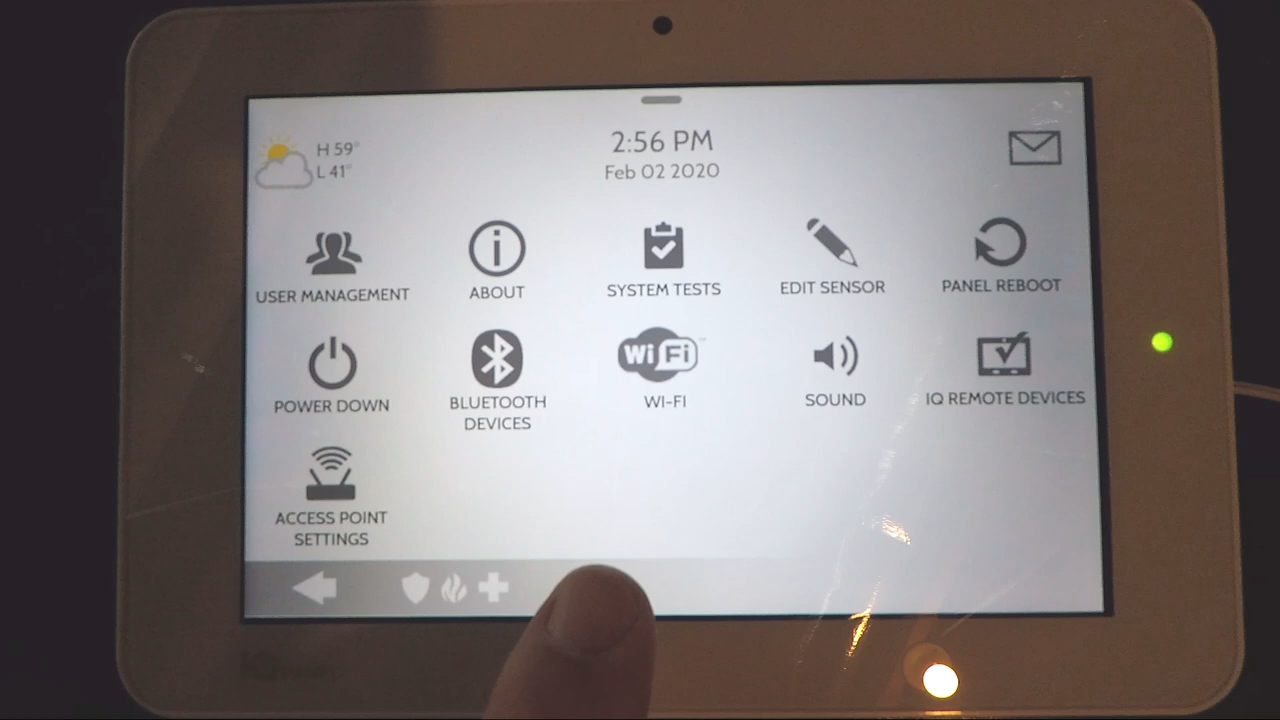 H 59°
L 41°
2:56 PM
Feb 02 2020
USER MANAGEMENT
ABOUT
SYSTEM TESTS
EDIT SENSOR
PANEL REBOOT
POWER DOWN
BLUETOOTH
DEVICES
WiFi™
WI-FI
SOUND
IQ REMOTE DEVICES
ACCESS POINT
SETTINGS